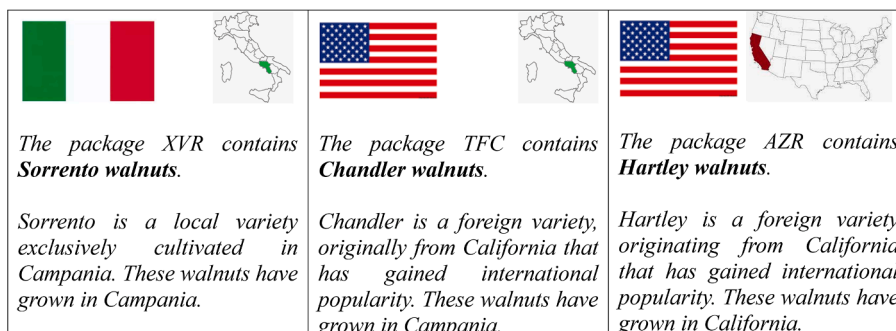 The package XVR contains
Sorrento walnuts.
Sorrento is a local variety
exclusively cultivated in
Campania. These walnuts have
grown in Campania.
The package TFC contains
Chandler walnuts.
Chandler is a foreign variety,
originally from California that
has gained international
popularity. These walnuts have
grown in Campania.
The package AZR contains
Hartley walnuts.
Hartley is a foreign variety
originating from California
that has gained international
popularity. These walnuts have
grown in California.